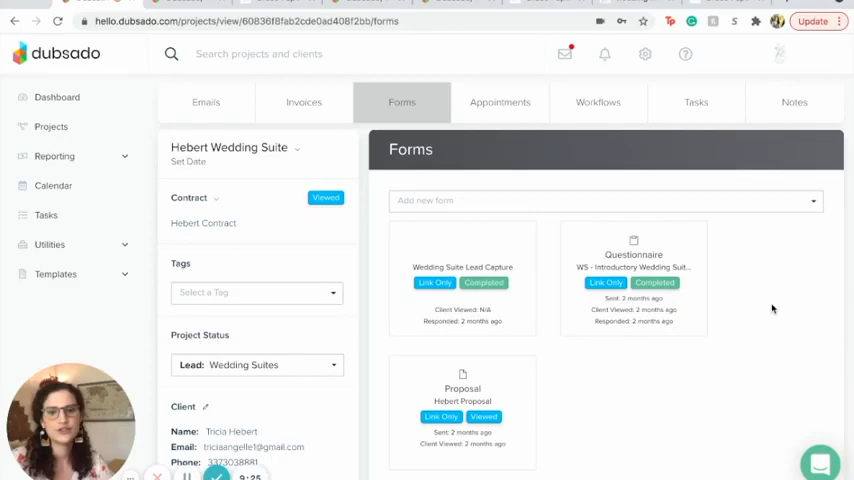 hello.dubsado.com/projects/view/60836f8fab2cde0ad408f2bb/forms
Update
dubsado
Search projects and clients
Dashboard
Projects
Reporting
Calendar
Tasks
Utilities
Templates
Emails
Invoices
Forms
Appointments
Workflows
Tasks
Notes
Hebert Wedding Suite
Set Date
Contract
Viewed
Hebert Contract
Tags
Select a Tag
Project Status
Lead: Wedding Suites
Client
Name: Tricia Hebert
Email: triciaangelle1@gmail.com
Phone: 3373038881
Forms
Add new form
Wedding Suite Lead Capture
Link Only Completed
Client Viewed: N/A
Responded: 2 months ago
Questionnaire
WS - Introductory Wedding Suit...
Link Only Completed
Sent: 2 months ago
Client Viewed: 2 months ago
Responded: 2 months ago
Proposal
Hebert Proposal
Link Only Viewed
Sent: 2 months ago
Client Viewed: 2 months ago
9:25